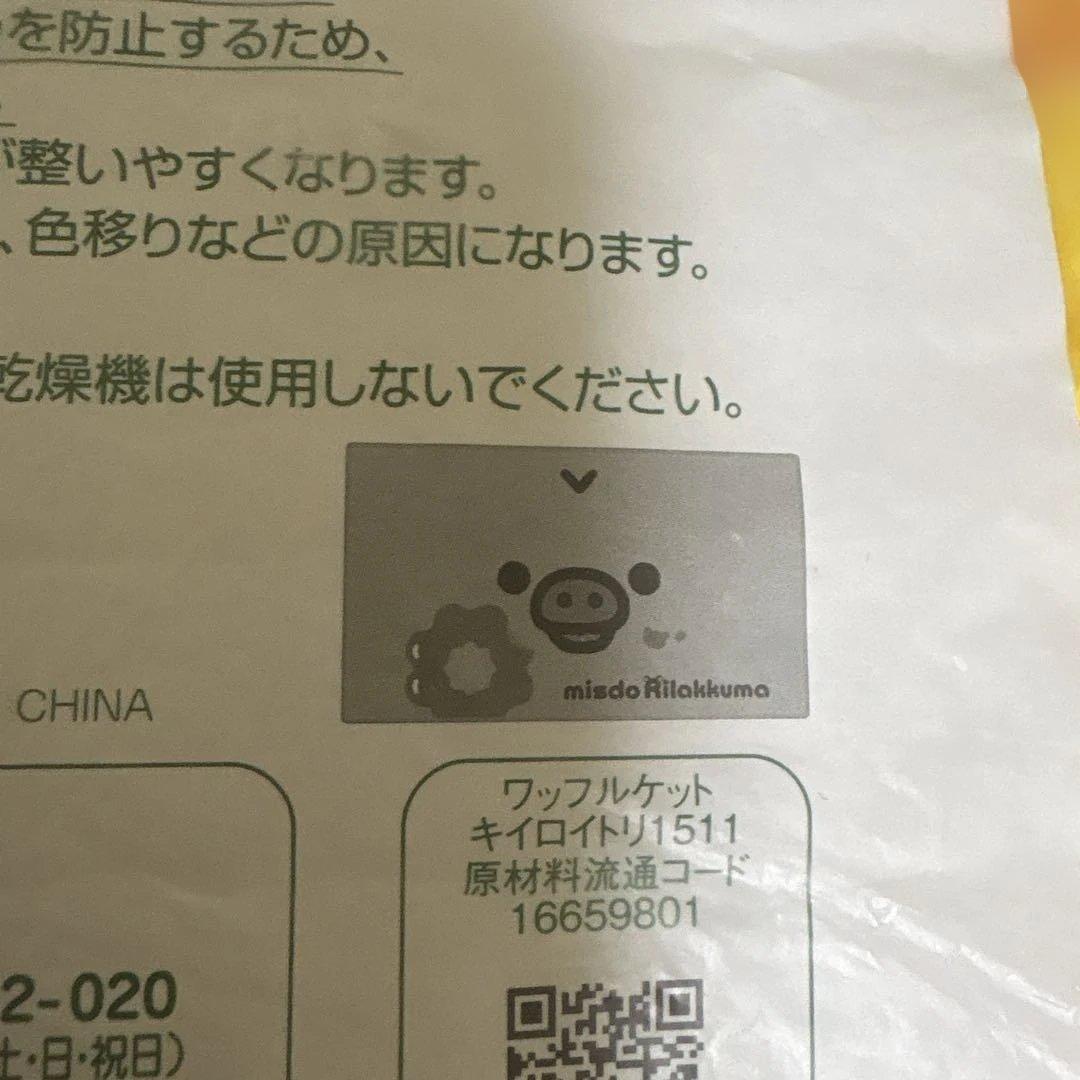 を防止するため、
が整いやすくなります。
、色移りなどの原因になります。
乾燥機は使用しないでください。
misdo Rilakkuma
CHINA
ワッフルケット
キイロイトリ1511
原材料流通コード
16659801
2-020
土・日・祝日)